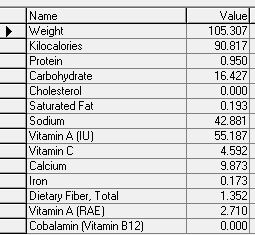 Name Value
Weight 105.307
Kilocalories 90.817
Protein 0.950
Carbohydrate 16.427
Cholesterol 0.000
Saturated Fat 0.193
Sodium 42.881
Vitamin A (IU) 55.187
Vitamin C 4.592
Calcium 9.873
Iron 0.173
Dietary Fiber, Total 1.352
Vitamin A (RAE) 2.710
Cobalamin (Vitamin B12) 0.000